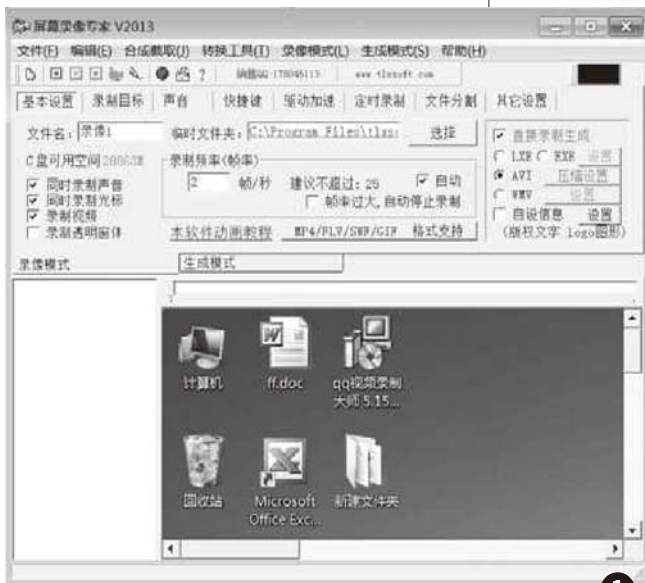 屏幕录像专家 V2013
文件(F) 编辑(E) 合成截取(J) 转换工具(T) 录像模式(L) 生成模式(S) 帮助(H)
基本设置 录制目标 声音 快捷键 驱动加速 定时录制 文件分割 其它设置
文件名: 录像1 临时文件夹: C:\Program Files\tlxs 选择
C盘可用空间
录制频率(帧率)
2 帧/秒 建议不超过: 25 自动
帧率过大,自动停止录制
同时录制声音
同时录制光标
录制视频
录制透明窗体
本软件动画教程 MP4/FLV/SWF/GIF 格式支持
直接录制生成
LXE EXE 设置
AVI 压缩设置
WMV 设置
自设信息 设置
(版权文字 logo图形)
录像模式 生成模式
计算机 ff.doc qq视频录制大师 5.15...
回收站 Microsoft Office Exc... 新建文件夹
1